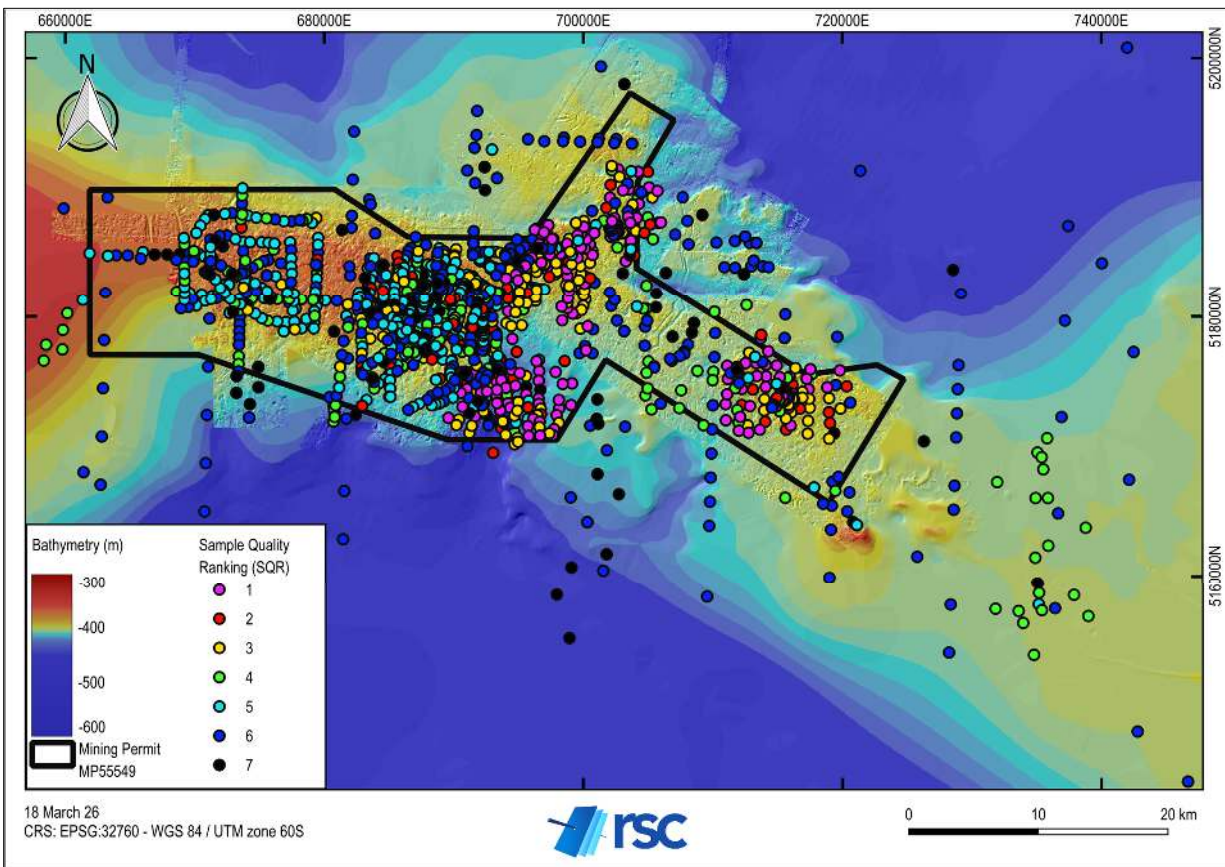 660000E 680000E 700000E 720000E 740000E
N
5200000N
5180000N
5160000N
Bathymetry (m)
-300
-400
-500
-600
Mining Permit
MP55549
Sample Quality
Ranking (SQR)
1
2
3
4
5
6
7
18 March 26
CRS: EPSG:32760 - WGS 84 / UTM zone 60S
rsc
0 10 20 km